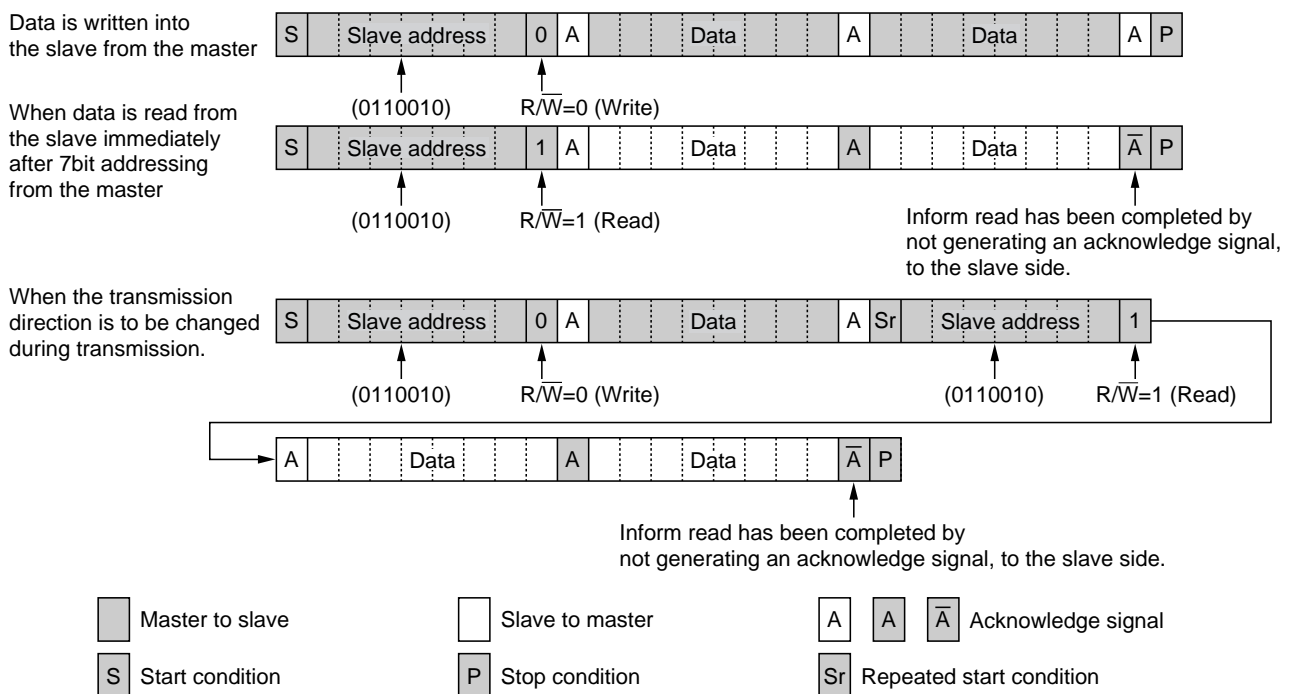 Data is written into
the slave from the master
S Slave address 0 A Data A Data A P
(0110010) R/W̅=0 (Write)
When data is read from
the slave immediately
after 7bit addressing
from the master
S Slave address 1 A Data A Data A̅ P
(0110010) R/W̅=1 (Read)
Inform read has been completed by
not generating an acknowledge signal,
to the slave side.
When the transmission
direction is to be changed
during transmission.
S Slave address 0 A Data A Sr Slave address 1
(0110010) R/W̅=0 (Write) (0110010) R/W̅=1 (Read)
A Data A Data A̅ P
Inform read has been completed by
not generating an acknowledge signal, to the slave side.
Master to slave Slave to master A A A̅ Acknowledge signal
S Start condition P Stop condition Sr Repeated start condition